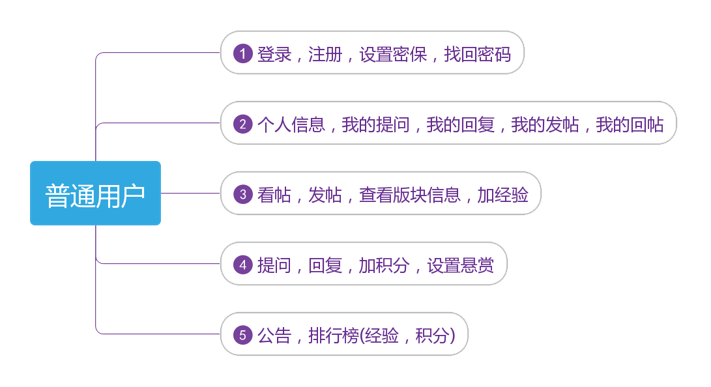 普通用户
1 登录，注册，设置密保，找回密码
2 个人信息，我的提问，我的回复，我的发帖，我的回帖
3 看帖，发帖，查看版块信息，加经验
4 提问，回复，加积分，设置悬赏
5 公告，排行榜(经验，积分)